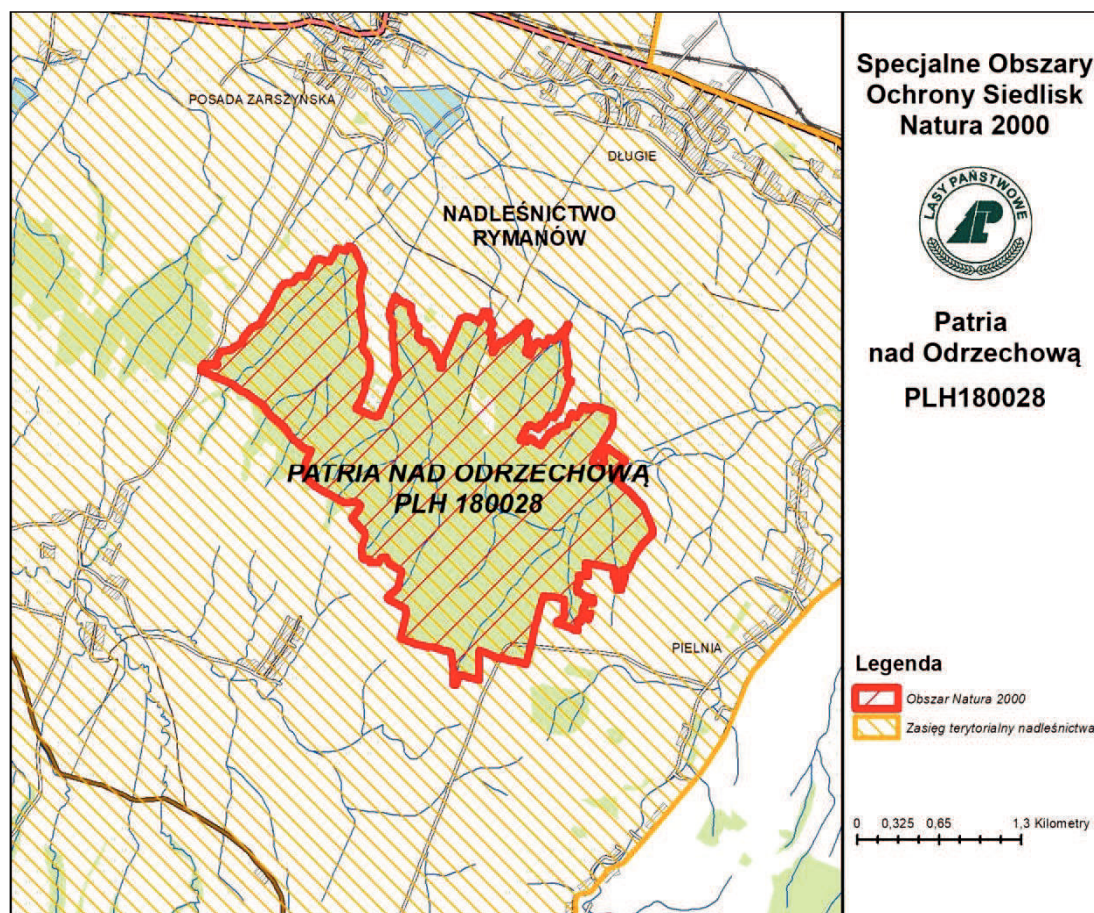 POSADA ZARSZYŃSKA
DŁUGIE
NADLEŚNICTWO
RYMANÓW
PATRIA NAD ODRZECHOWĄ
PLH 180028
PIELNIA
Specjalne Obszary
Ochrony Siedlisk
Natura 2000
LASY PAŃSTWOWE
Patria
nad Odrzechową
PLH180028
Legenda
Obszar Natura 2000
Zasięg terytorialny nadleśnictwa
0 0,325 0,65 1,3 Kilometry